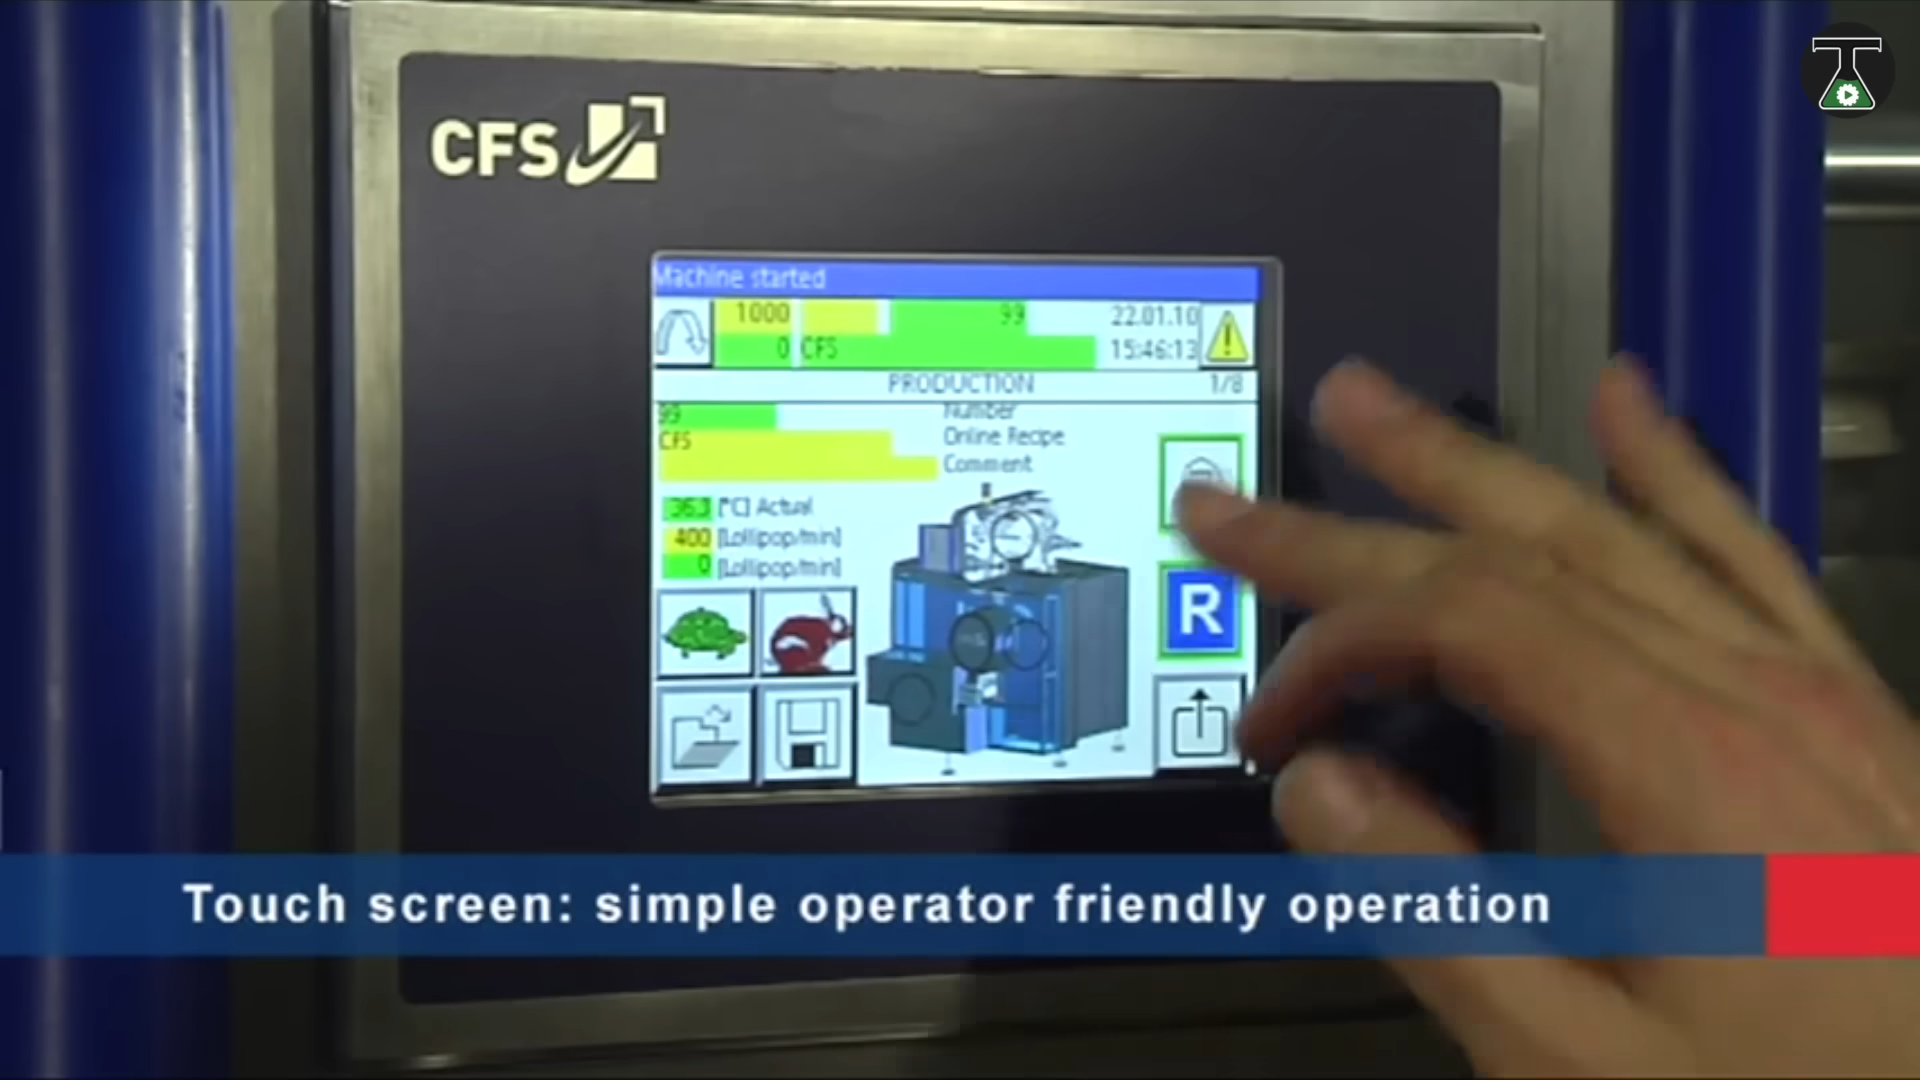 CFS
Machine started
1000
99
22.01.10
0
CFS
15:46:13
PRODUCTION
1/8
99
Number
CFS
Online Recipe
Comment
36.3 [°C] Actual
400 [Lollipop/min]
0 [Lollipop/min]
R
Touch screen: simple operator friendly operation